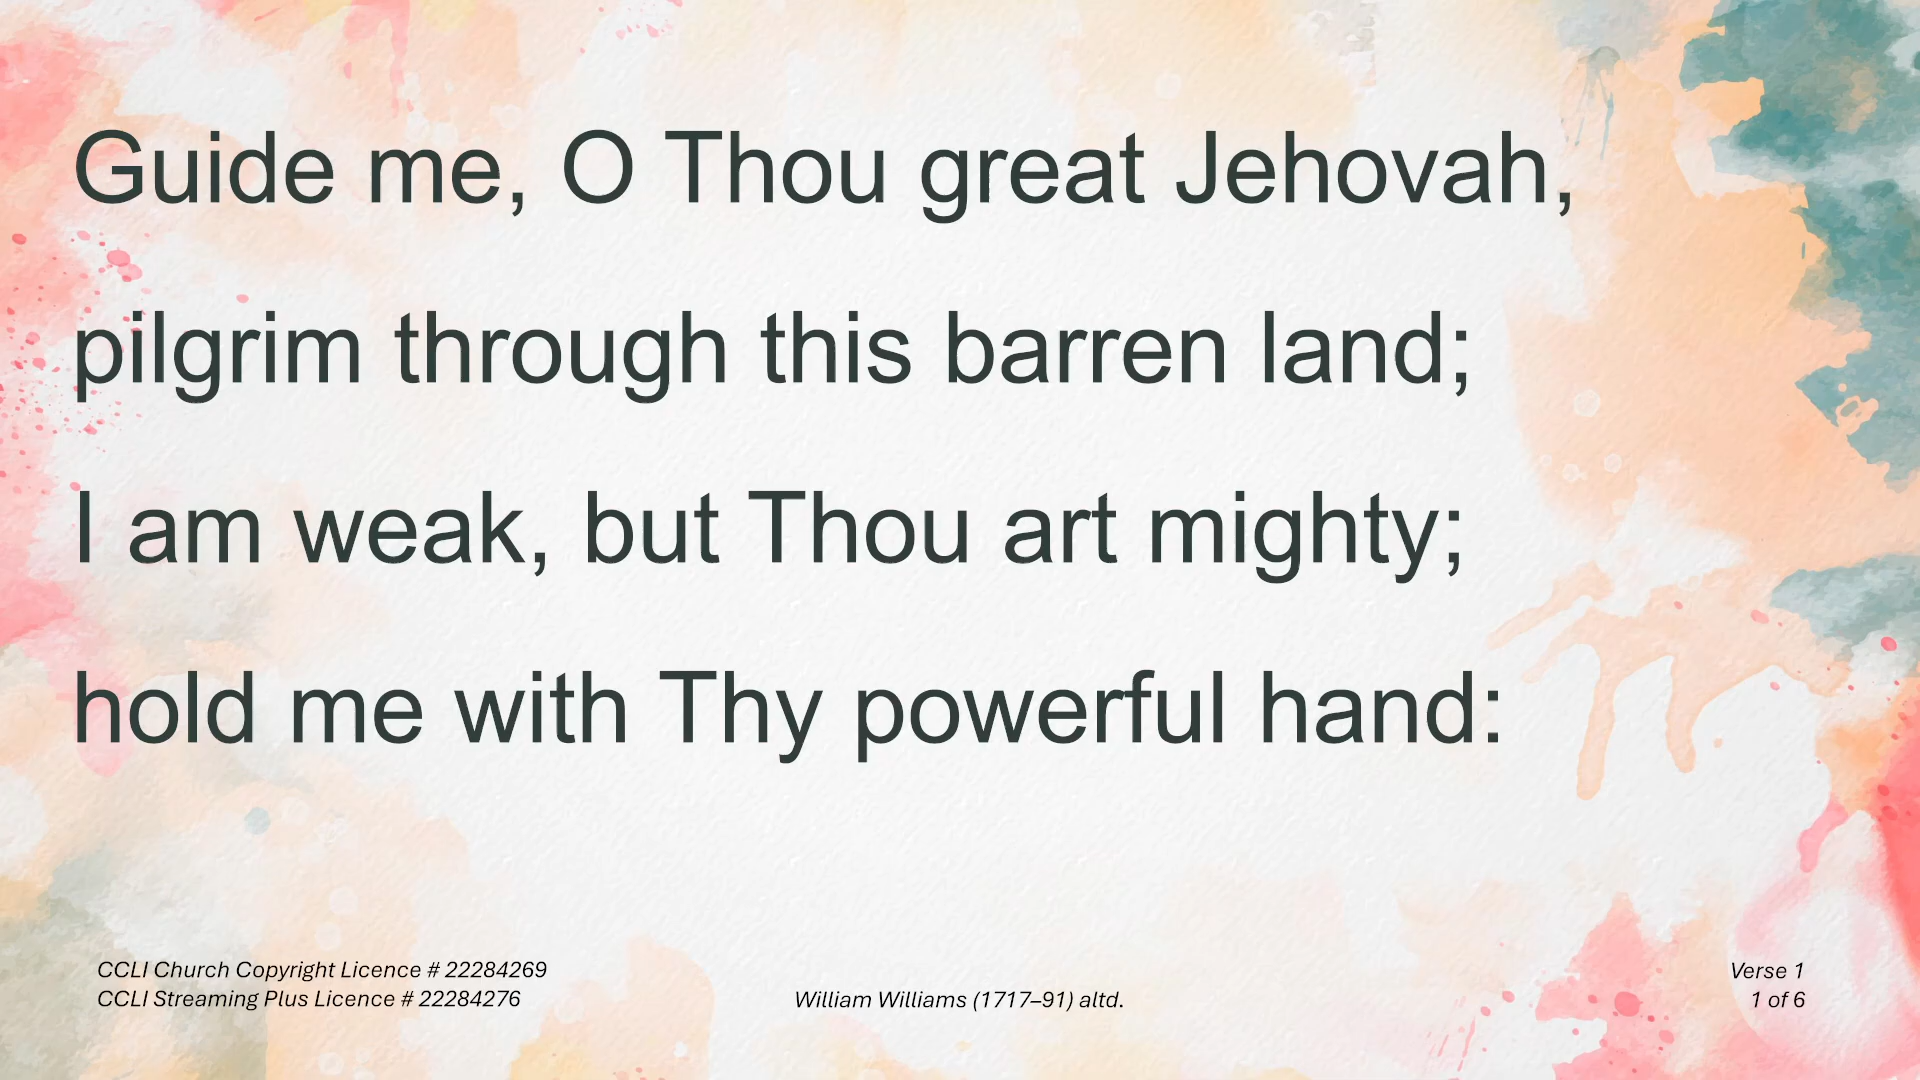 Guide me, O Thou great Jehovah,
pilgrim through this barren land;
I am weak, but Thou art mighty;
hold me with Thy powerful hand:
CCLI Church Copyright Licence # 22284269
CCLI Streaming Plus Licence # 22284276
William Williams (1717–91) altd.
Verse 1
1 of 6